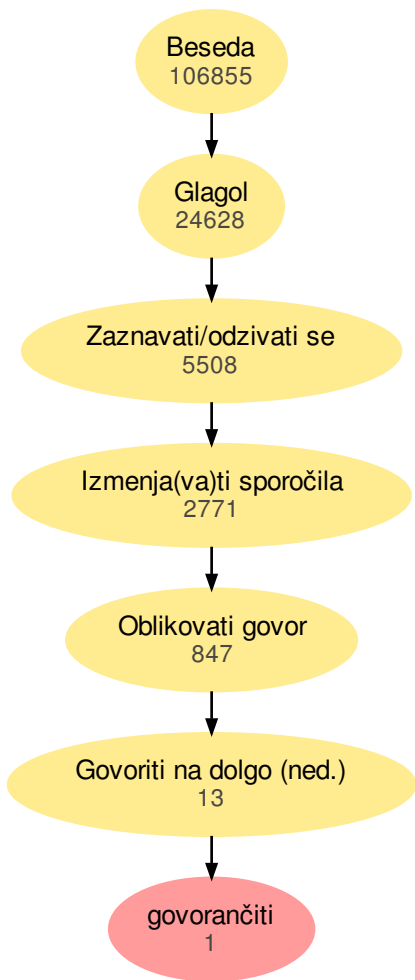 Beseda
106855
Glagol
24628
Zaznavati/odzivati se
5508
Izmenja(va)ti sporočila
2771
Oblikovati govor
847
Govoriti na dolgo (ned.)
13
govorančiti
1